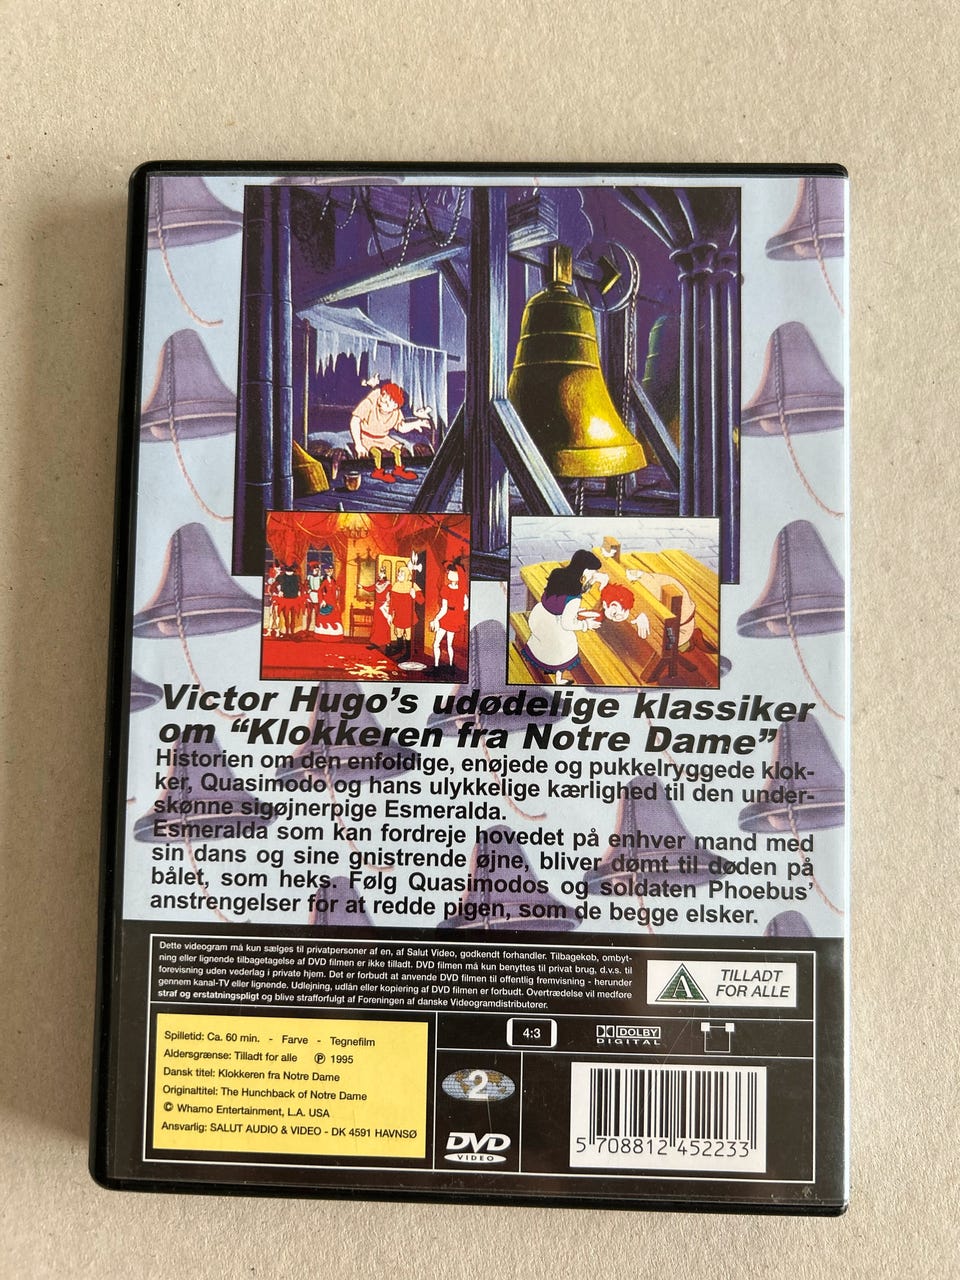 Victor Hugo's udødelige klassiker
om “Klokkeren fra Notre Dame”
Historien om den enfoldige, enøjede og pukkelryggede klok-
ker, Quasimodo og hans ulykkelige kærlighed til den under-
skønne sigøjnerpige Esmeralda.
Esmeralda som kan fordreje hovedet på enhver mand med
sin dans og sine gnistrende øjne, bliver dømt til døden på
bålet, som heks. Følg Quasimodos og soldaten Phoebus’
anstrengelser for at redde pigen, som de begge elsker.
Dette videogram må kun sælges til privatpersoner af en, af Salut Video, godkendt forhandler. Tilbagekøb, ombyt-
ning eller lignende tilbagetagelse af DVD filmen er ikke tilladt. DVD filmen må kun benyttes til privat brug, d.v.s. til
forevisning uden vederlag i private hjem. Det er forbudt at anvende DVD filmen til offentlig fremvisning - herunder
gennem kanal-TV eller lignende. Udlejning, udlån eller kopiering af DVD filmen er forbudt. Overtrædelse vil medføre
straf og erstatningspligt og blive strafforfulgt af Foreningen af danske Videogramdistributører.
A
TILLADT
FOR ALLE
Spilletid: Ca. 60 min. - Farve - Tegnefilm
Aldersgrænse: Tilladt for alle ℗ 1995
Dansk titel: Klokkeren fra Notre Dame
Originaltitel: The Hunchback of Notre Dame
© Whamo Entertainment, L.A. USA
Ansvarlig: SALUT AUDIO & VIDEO - DK 4591 HAVNSØ
4:3
DOLBY
DIGITAL
2
DVD
VIDEO
5 708812 452233